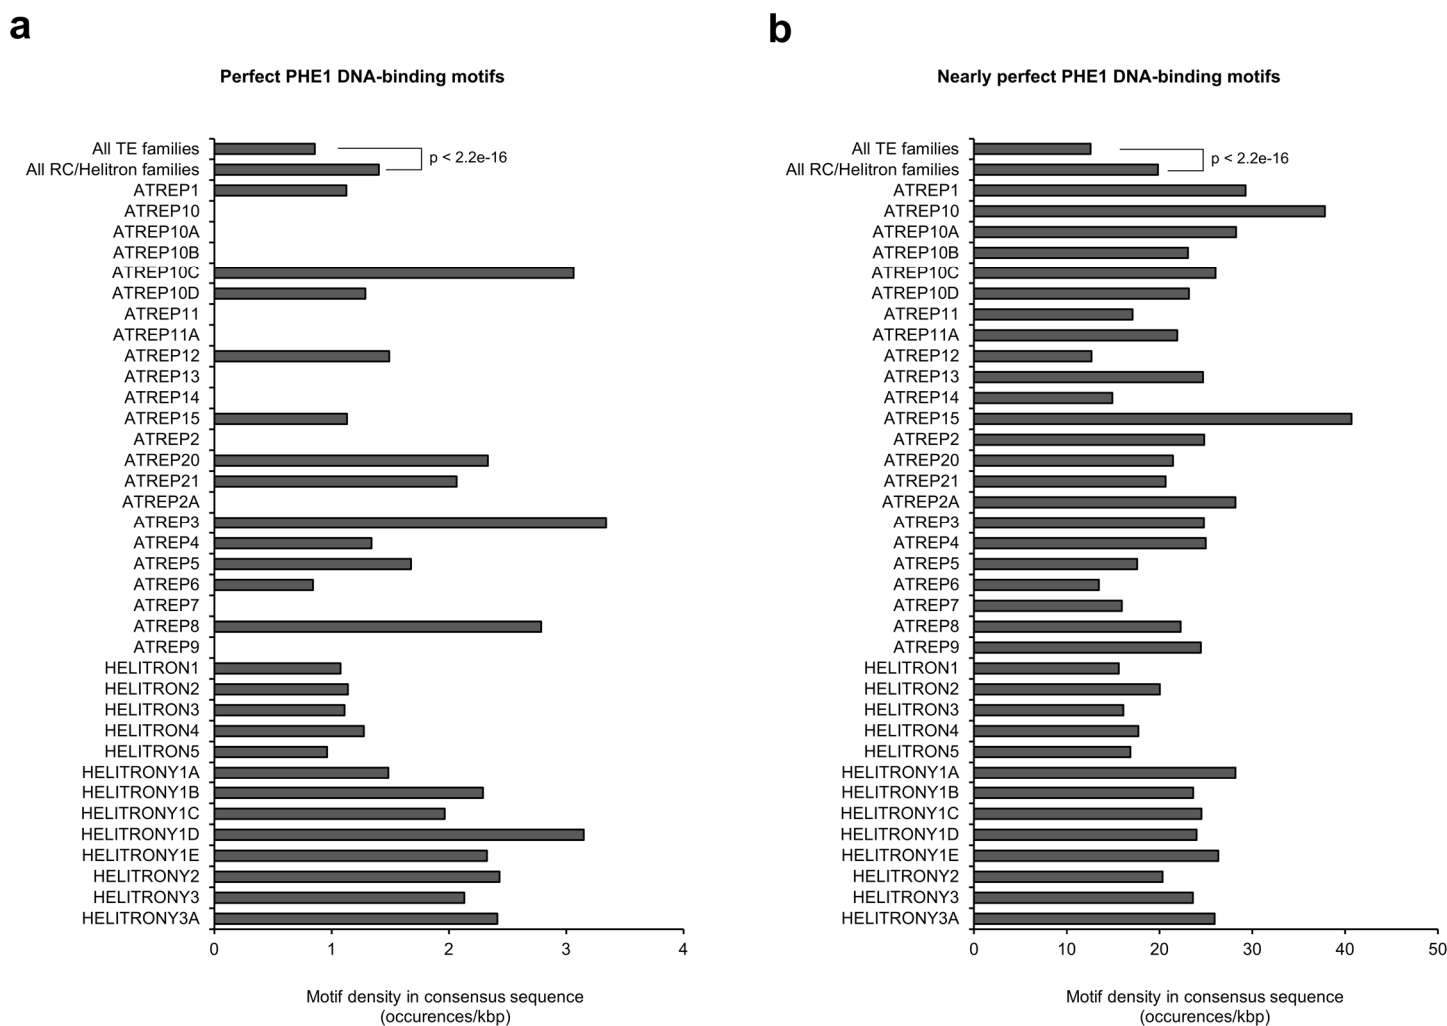 a
Perfect PHE1 DNA-binding motifs
All TE families
All RC/Helitron families
p < 2.2e-16
ATREP1
ATREP10
ATREP10A
ATREP10B
ATREP10C
ATREP10D
ATREP11
ATREP11A
ATREP12
ATREP13
ATREP14
ATREP15
ATREP2
ATREP20
ATREP21
ATREP2A
ATREP3
ATREP4
ATREP5
ATREP6
ATREP7
ATREP8
ATREP9
HELITRON1
HELITRON2
HELITRON3
HELITRON4
HELITRON5
HELITRONY1A
HELITRONY1B
HELITRONY1C
HELITRONY1D
HELITRONY1E
HELITRONY2
HELITRONY3
HELITRONY3A
0 1 2 3 4
Motif density in consensus sequence
(occurences/kbp)
b
Nearly perfect PHE1 DNA-binding motifs
All TE families
All RC/Helitron families
p < 2.2e-16
ATREP1
ATREP10
ATREP10A
ATREP10B
ATREP10C
ATREP10D
ATREP11
ATREP11A
ATREP12
ATREP13
ATREP14
ATREP15
ATREP2
ATREP20
ATREP21
ATREP2A
ATREP3
ATREP4
ATREP5
ATREP6
ATREP7
ATREP8
ATREP9
HELITRON1
HELITRON2
HELITRON3
HELITRON4
HELITRON5
HELITRONY1A
HELITRONY1B
HELITRONY1C
HELITRONY1D
HELITRONY1E
HELITRONY2
HELITRONY3
HELITRONY3A
0 10 20 30 40 50
Motif density in consensus sequence
(occurences/kbp)